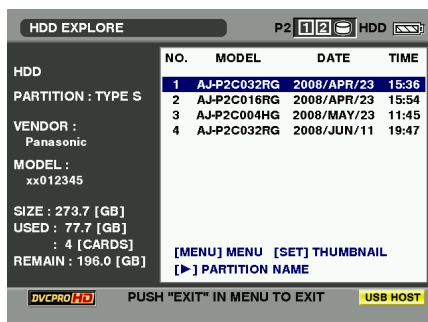 HDD EXPLORE
P2 1 2 HDD
HDD
PARTITION : TYPE S
VENDOR :
Panasonic
MODEL :
xx012345
SIZE : 273.7 [GB]
USED : 77.7 [GB]
: 4 [CARDS]
REMAIN : 196.0 [GB]
NO. MODEL DATE TIME
1 AJ-P2C032RG 2008/APR/23 15:36
2 AJ-P2C016RG 2008/APR/23 15:54
3 AJ-P2C004HG 2008/MAY/23 11:45
4 AJ-P2C032RG 2008/JUN/11 19:47
[MENU] MENU [SET] THUMBNAIL
[►] PARTITION NAME
DVCPRO HD PUSH "EXIT" IN MENU TO EXIT USB HOST